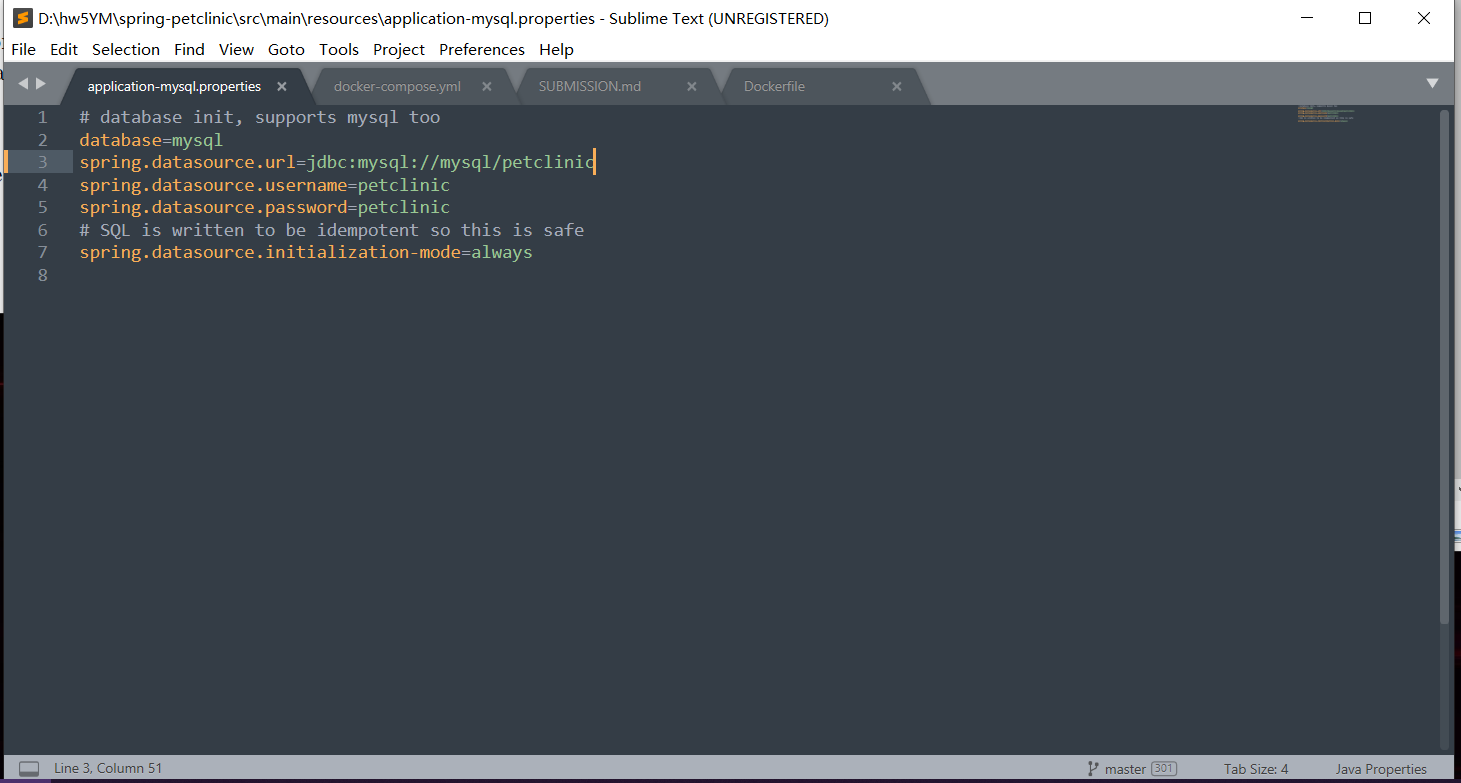 D:\hw5YM\spring-petclinic\src\main\resources\application-mysql.properties - Sublime Text (UNREGISTERED)
File Edit Selection Find View Goto Tools Project Preferences Help
application-mysql.properties docker-compose.yml SUBMISSION.md Dockerfile
1 # database init, supports mysql too
2 database=mysql
3 spring.datasource.url=jdbc:mysql://mysql/petclinic
4 spring.datasource.username=petclinic
5 spring.datasource.password=petclinic
6 # SQL is written to be idempotent so this is safe
7 spring.datasource.initialization-mode=always
8
Line 3, Column 51 master 301 Tab Size: 4 Java Properties